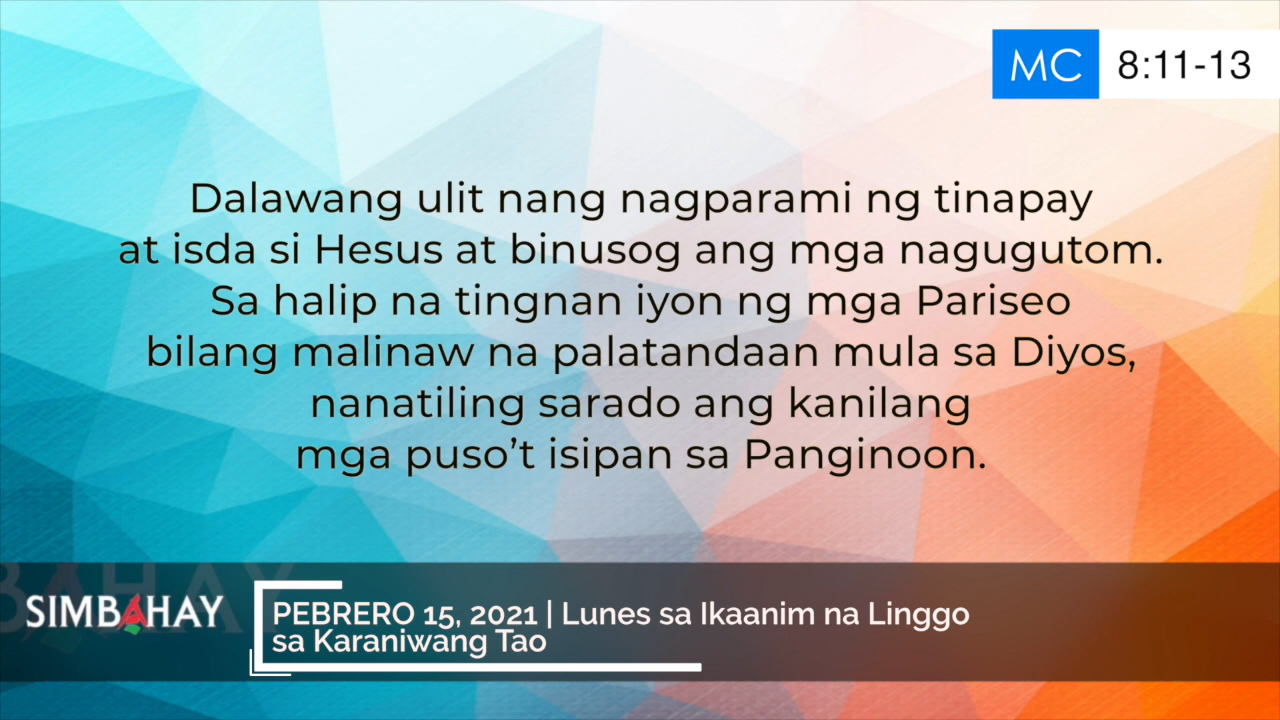 MC 8:11-13
Dalawang ulit nang nagparami ng tinapay
at isda si Hesus at binusog ang mga nagugutom.
Sa halip na tingnan iyon ng mga Pariseo
bilang malinaw na palatandaan mula sa Diyos,
nanatiling sarado ang kanilang
mga puso’t isipan sa Panginoon.
SIMBAHAY
PEBRERO 15, 2021 | Lunes sa Ikaanim na Linggo
sa Karaniwang Tao